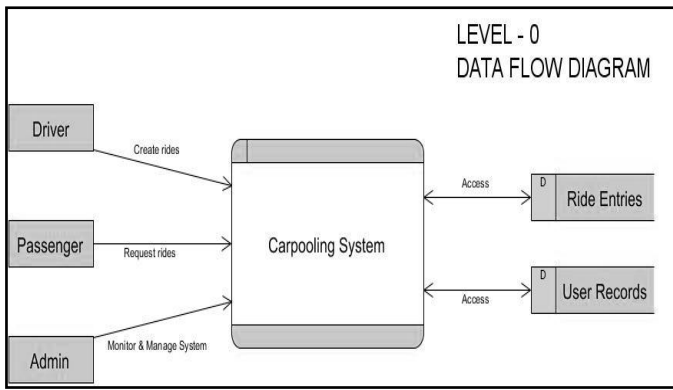 LEVEL - 0
DATA FLOW DIAGRAM
Driver
Create rides
Passenger
Request rides
Admin
Monitor & Manage System
Carpooling System
Access
D
Ride Entries
Access
D
User Records